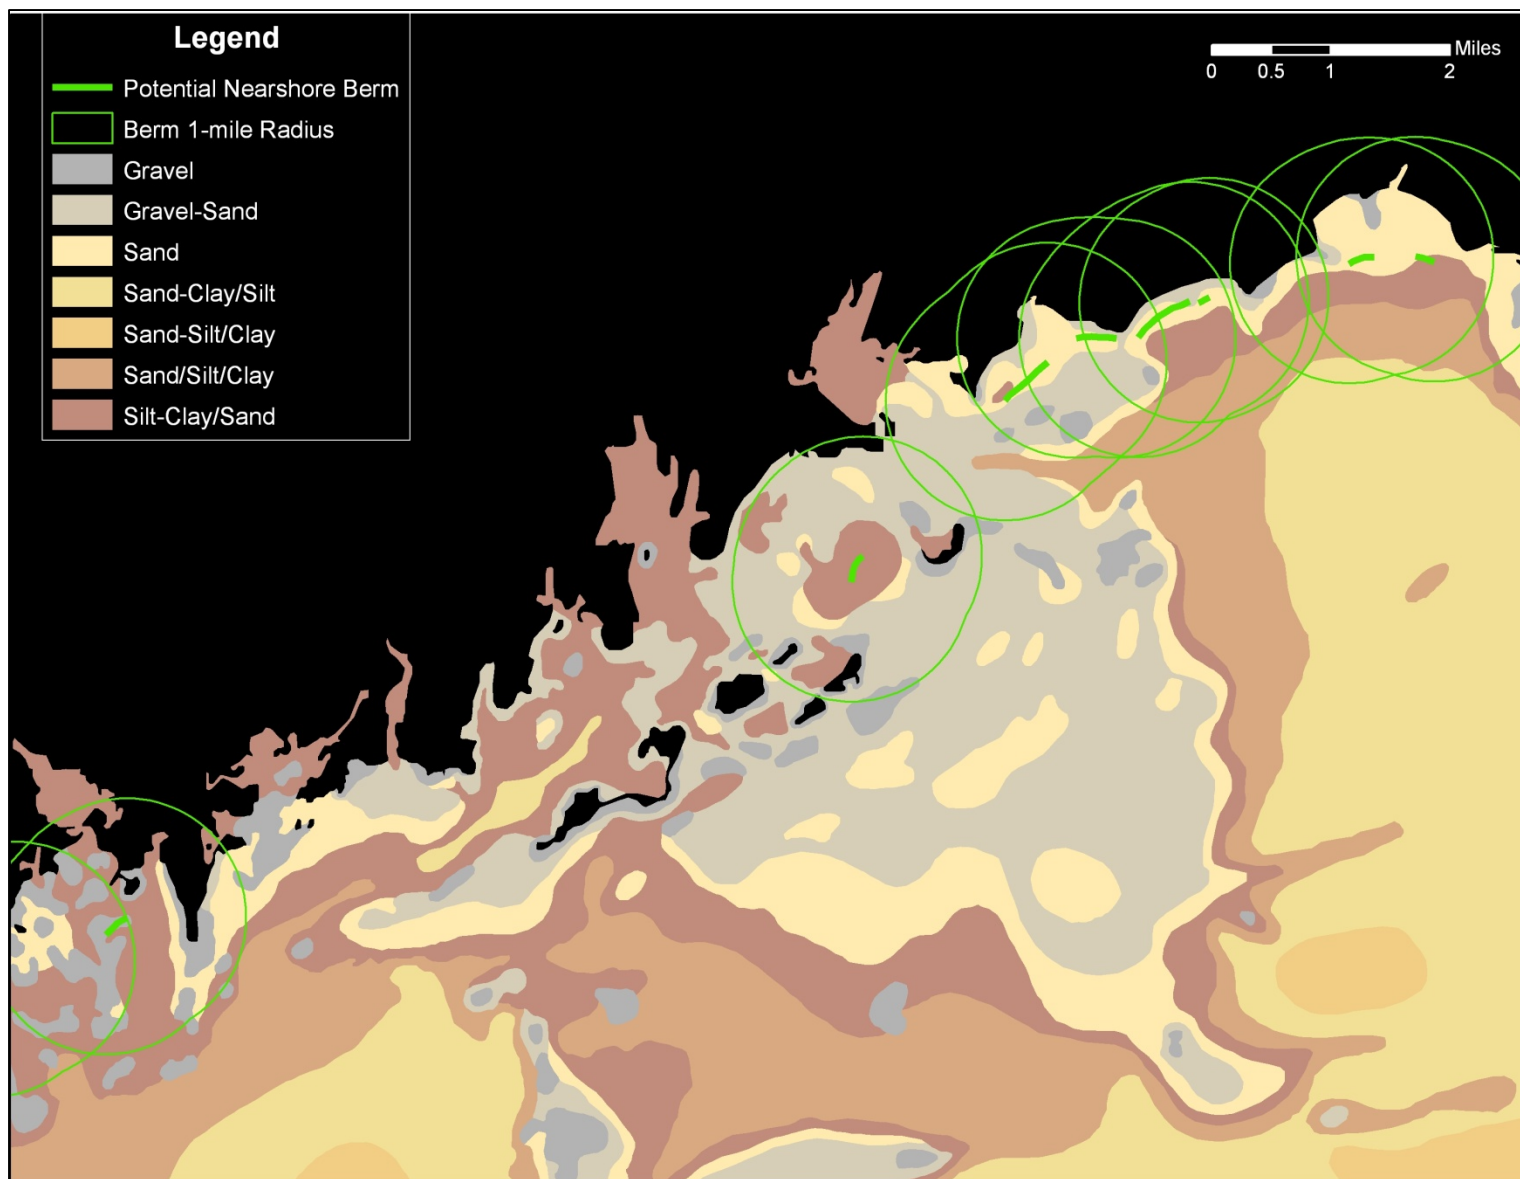 Legend
Potential Nearshore Berm
Berm 1-mile Radius
Gravel
Gravel-Sand
Sand
Sand-Clay/Silt
Sand-Silt/Clay
Sand/Silt/Clay
Silt-Clay/Sand
Miles
0 0.5 1 2